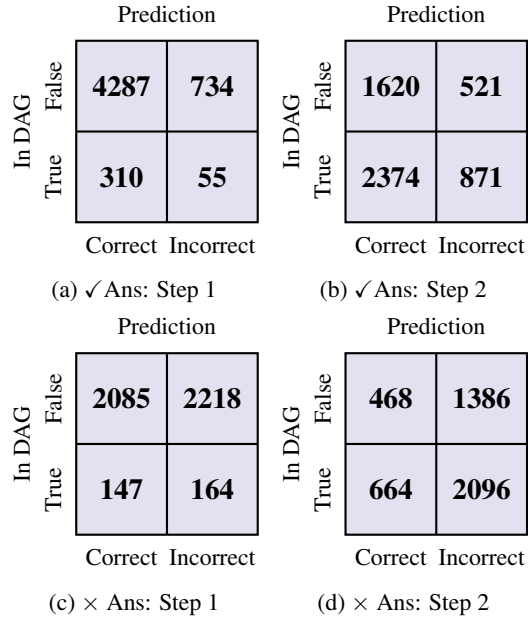 Prediction
Prediction
In DAG
False
4287 734
True
310 55
Correct Incorrect
(a) ✓Ans: Step 1
In DAG
False
1620 521
True
2374 871
Correct Incorrect
(b) ✓Ans: Step 2
Prediction
Prediction
In DAG
False
2085 2218
True
147 164
Correct Incorrect
(c) × Ans: Step 1
In DAG
False
468 1386
True
664 2096
Correct Incorrect
(d) × Ans: Step 2